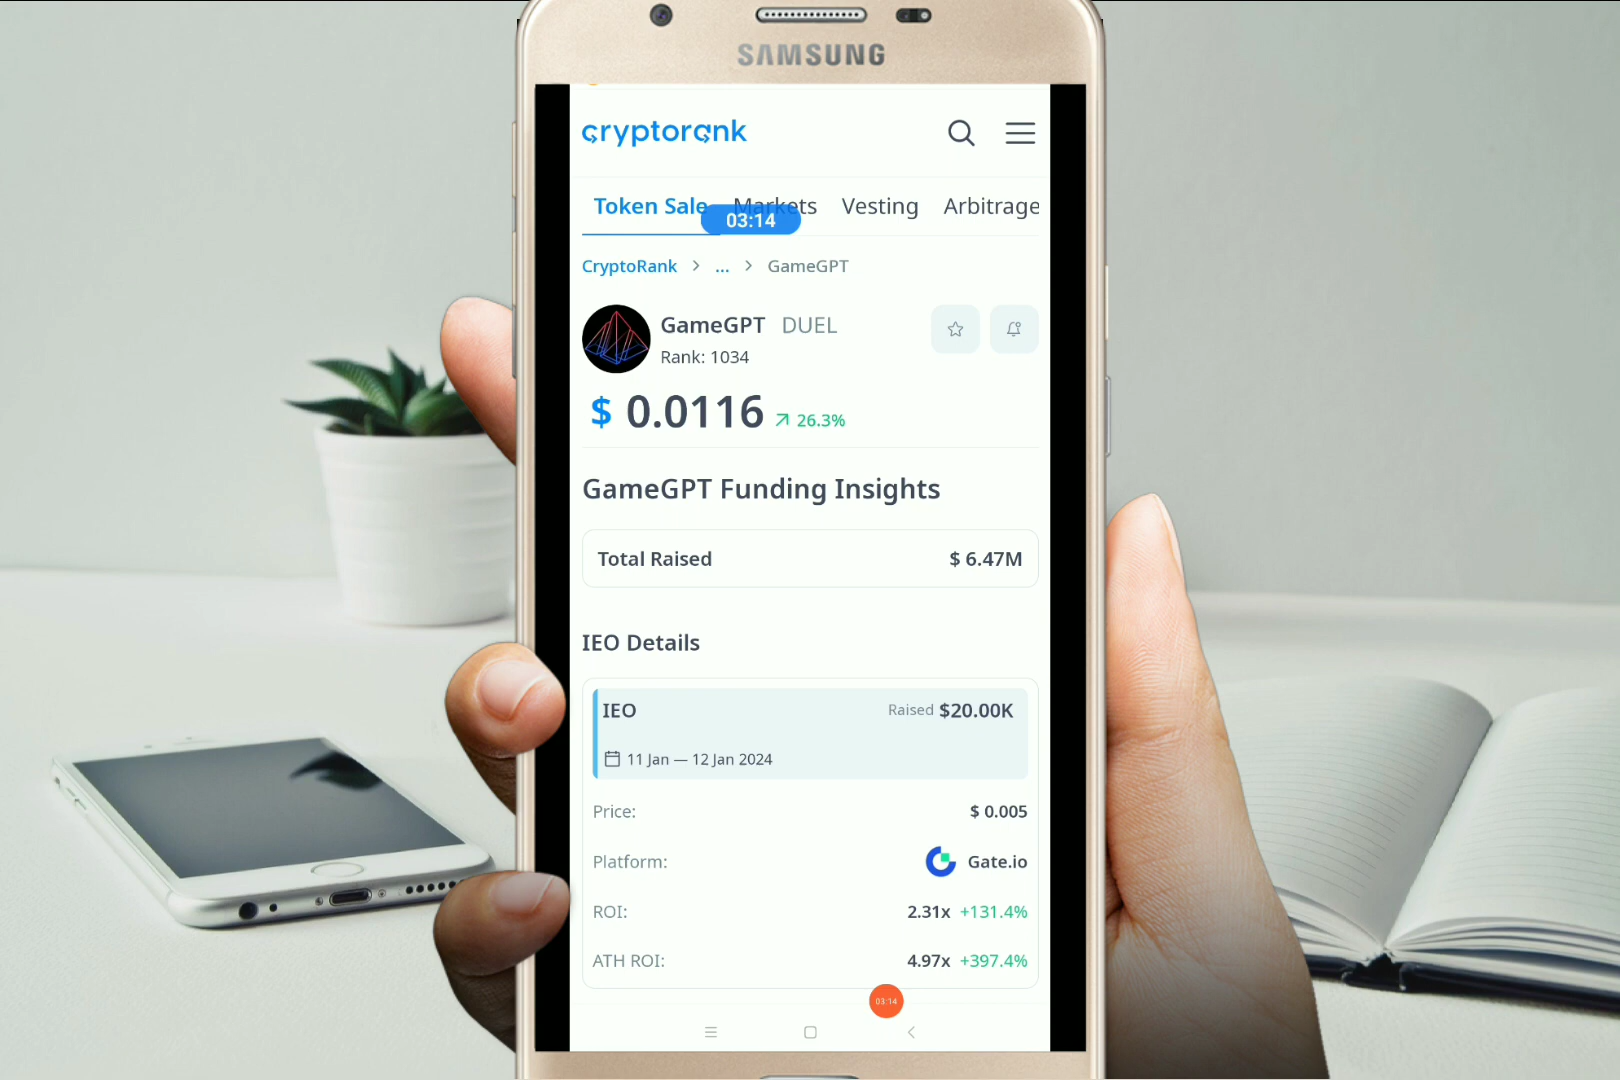 SAMSUNG
cryptorank
Token Sale Markets Vesting Arbitrage
03:14
CryptoRank > ... > GameGPT
GameGPT DUEL
Rank: 1034
$ 0.0116 26.3%
GameGPT Funding Insights
Total Raised $ 6.47M
IEO Details
IEO Raised $20.00K
11 Jan — 12 Jan 2024
Price: $ 0.005
Platform: Gate.io
ROI: 2.31x +131.4%
ATH ROI: 4.97x +397.4%
03:14